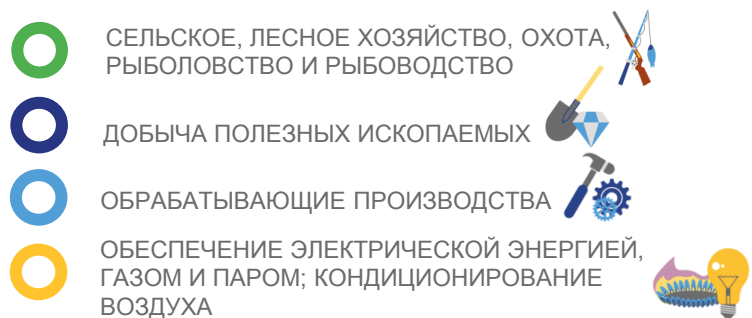 СЕЛЬСКОЕ, ЛЕСНОЕ ХОЗЯЙСТВО, ОХОТА,
РЫБОЛОВСТВО И РЫБОВОДСТВО
ДОБЫЧА ПОЛЕЗНЫХ ИСКОПАЕМЫХ
ОБРАБАТЫВАЮЩИЕ ПРОИЗВОДСТВА
ОБЕСПЕЧЕНИЕ ЭЛЕКТРИЧЕСКОЙ ЭНЕРГИЕЙ,
ГАЗОМ И ПАРОМ; КОНДИЦИОНИРОВАНИЕ
ВОЗДУХА